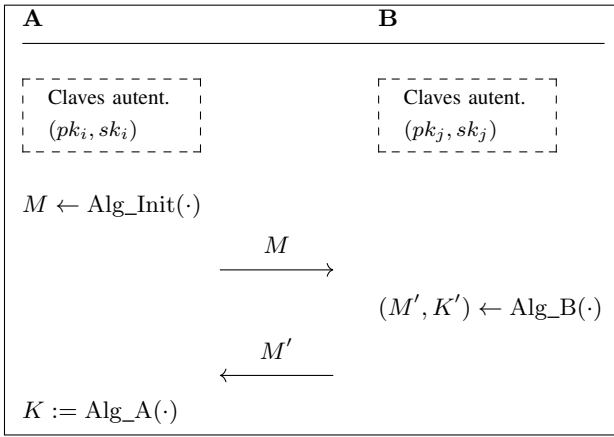 A B
Claves autent. Claves autent.
(pk_i, sk_i) (pk_j, sk_j)
M ← Alg_Init(·)
M
(M′, K′) ← Alg_B(·)
M′
K := Alg_A(·)